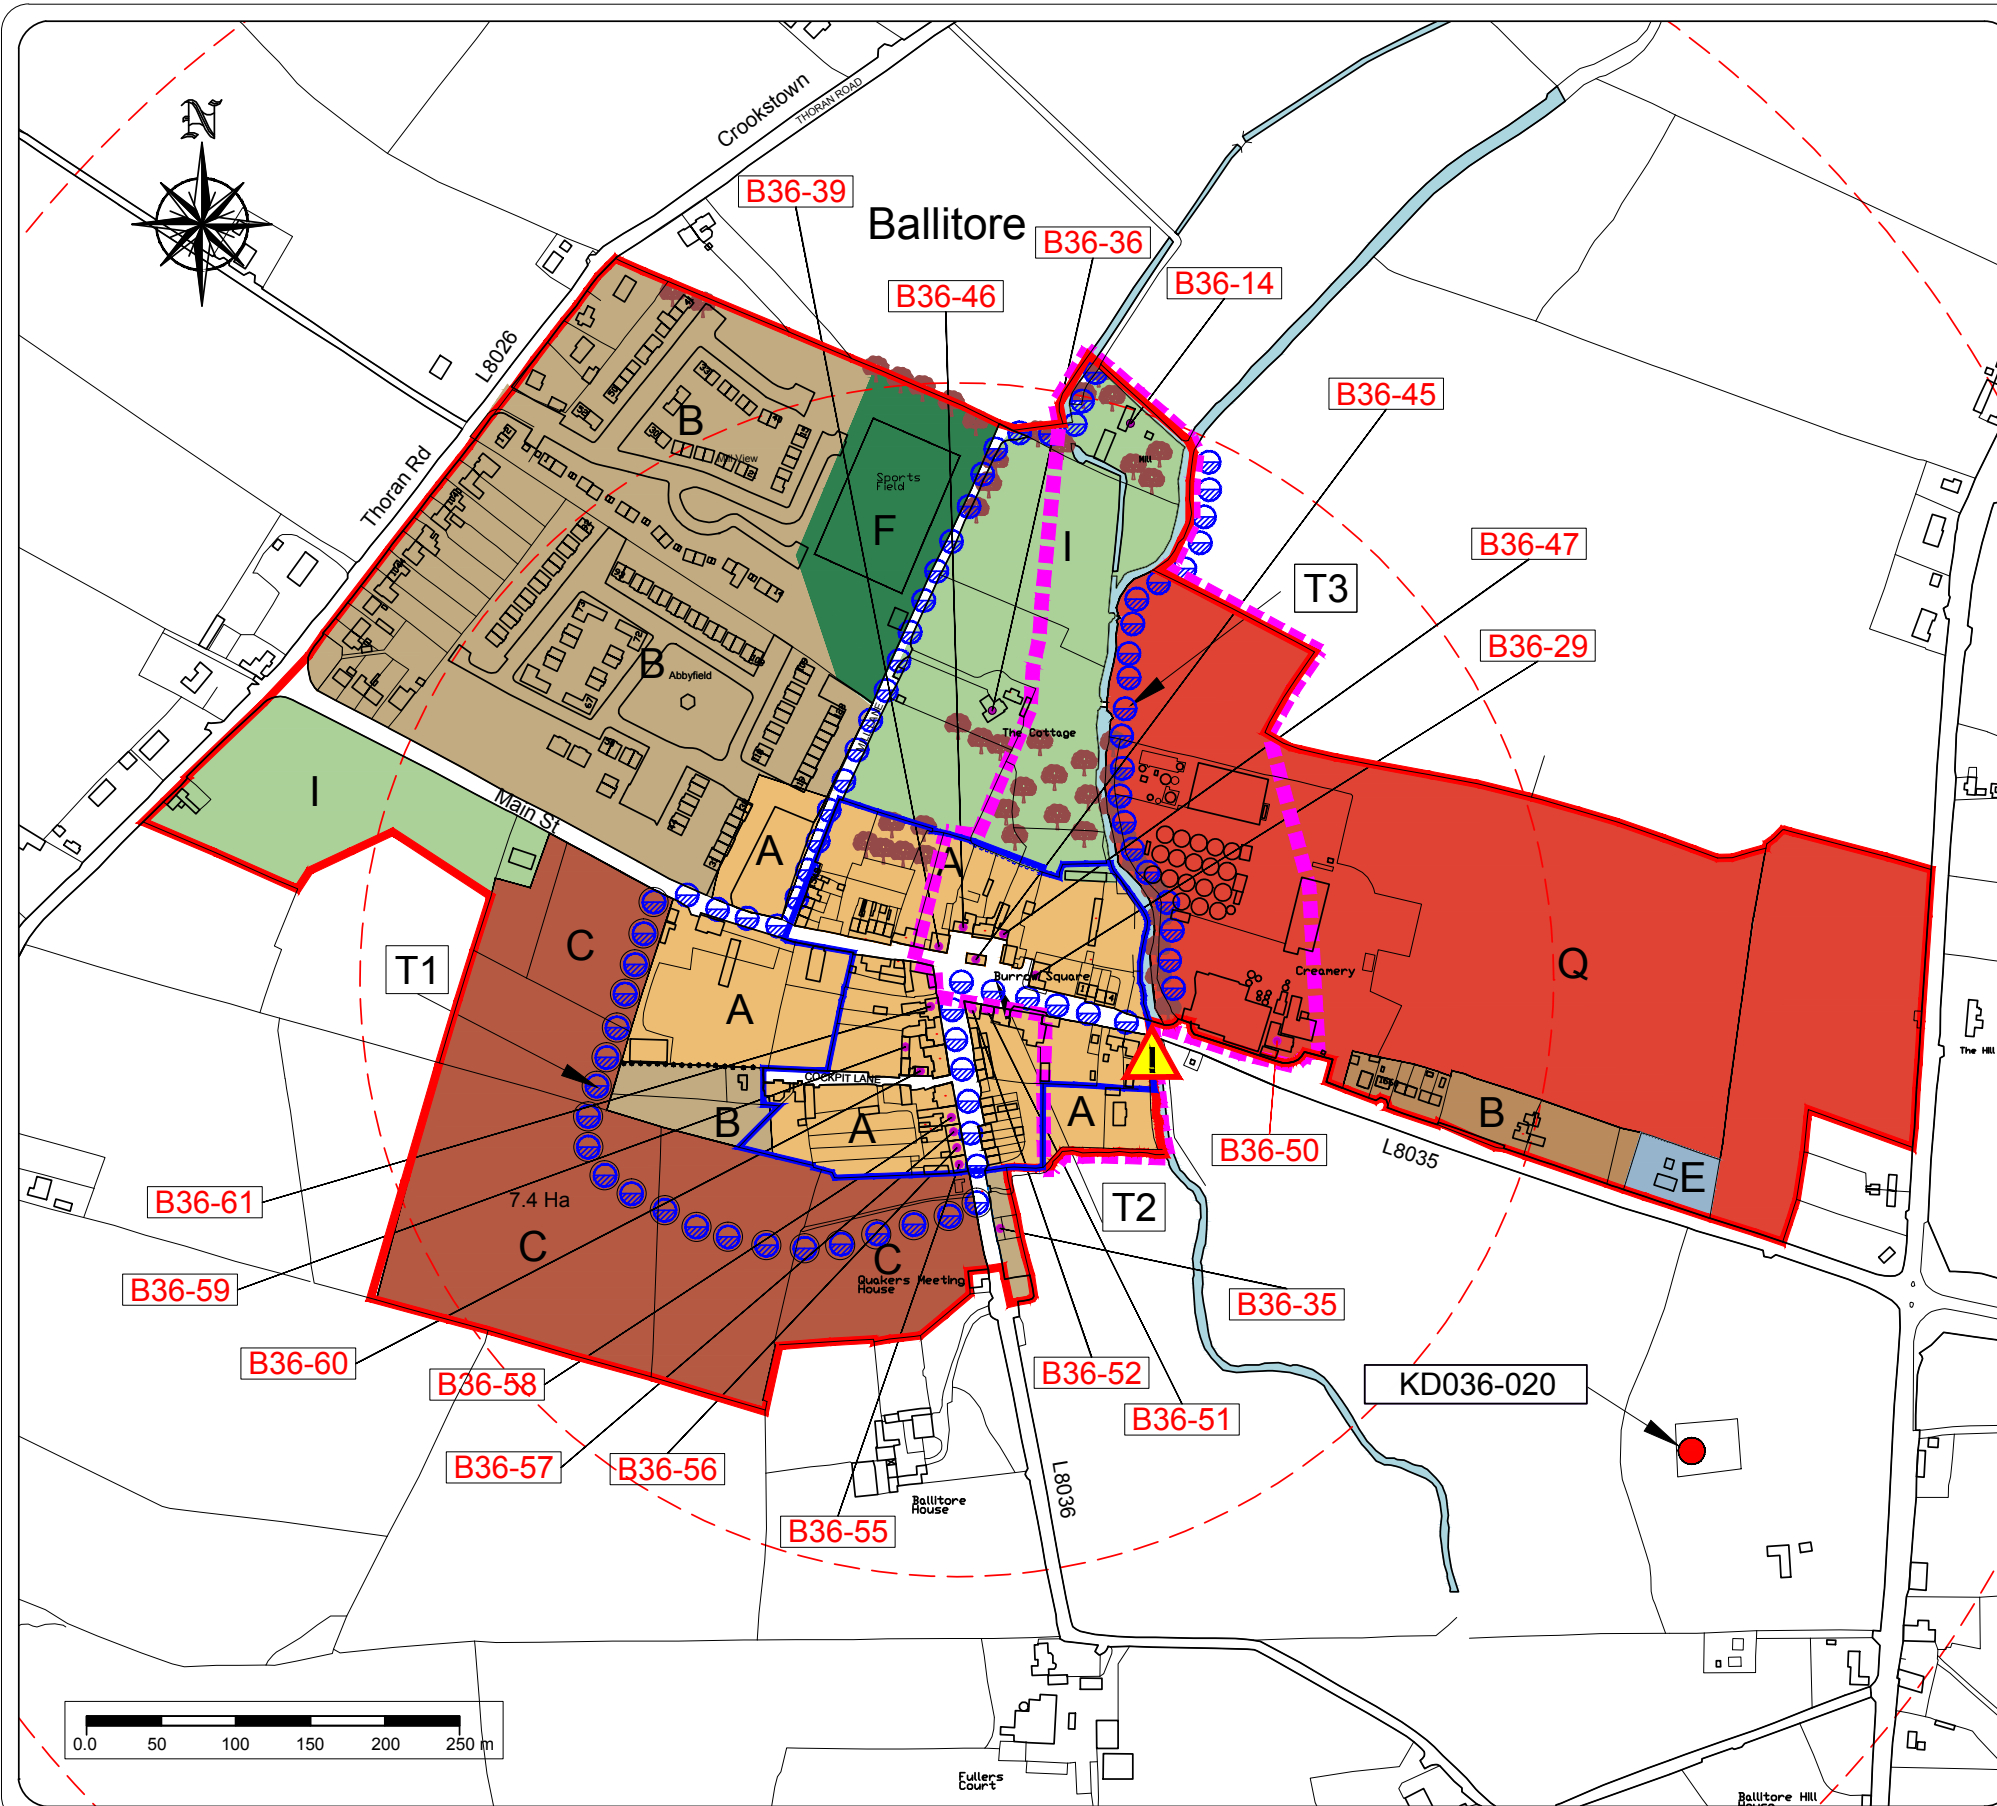 N
Crookstown
THORAN ROAD
B36-39
Ballitore
B36-36
B36-46
B36-14
L8026
B36-45
B
Mill View
Sports
Field
F
Mill
I
Thoran Rd
B36-47
T3
B36-29
B
Abbyfield
The Cottage
I
Main St
A
A
C
T1
Burrow Square
Creamery
Q
A
COCKPIT LANE
The Hill
!
B
A
A
B
L8035
B36-50
E
B36-61
7.4 Ha
T2
C
C
Quakers Meeting
House
B36-59
B36-35
B36-60
B36-58
B36-52
KD036-020
B36-51
B36-57
B36-56
L8036
Ballitore
House
B36-55
0.0 50 100 150 200 250 m
Fullers
Court
Ballitore Hill
House